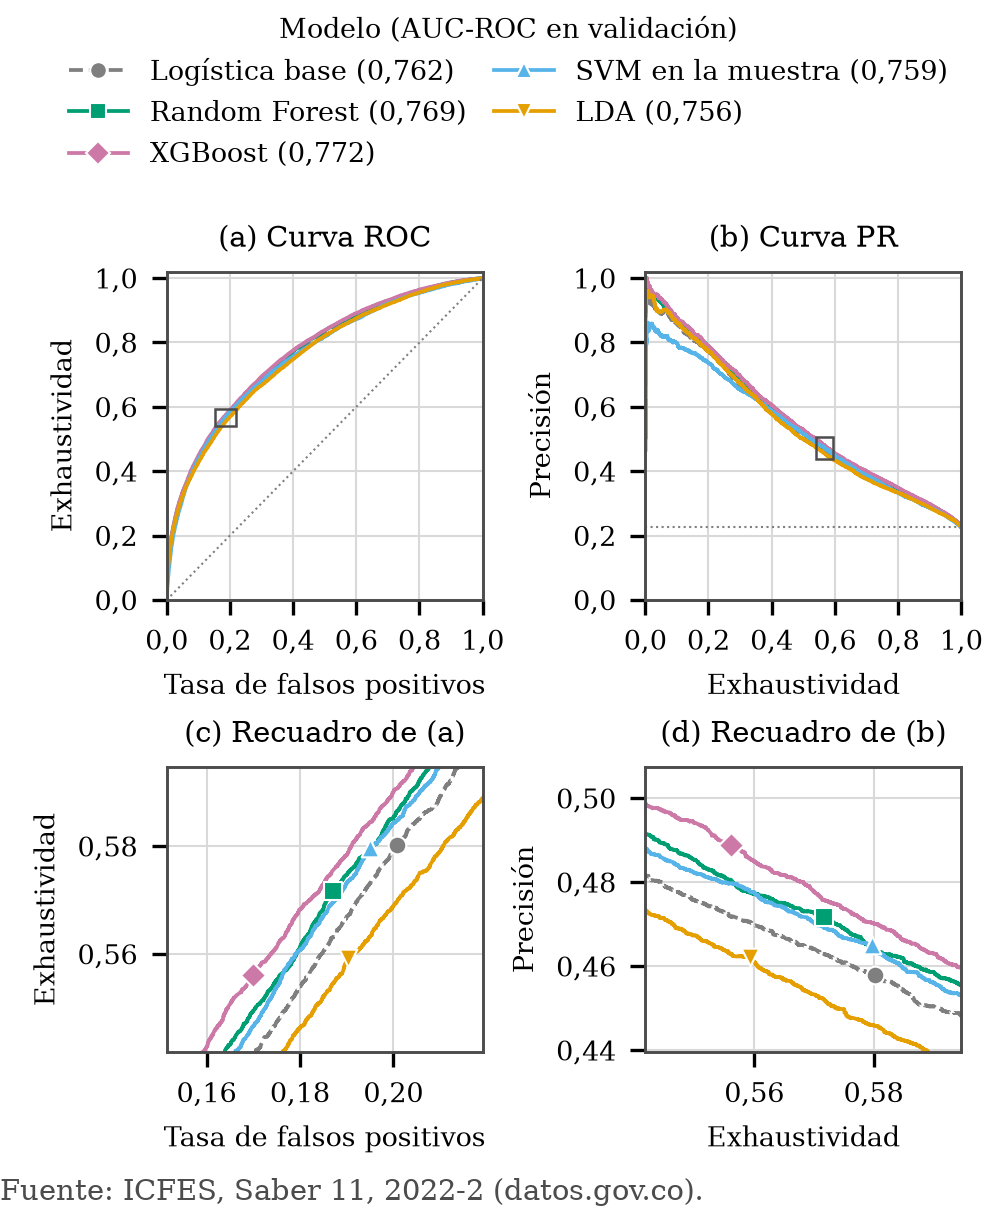 Modelo (AUC-ROC en validación)
Logística base (0,762)
SVM en la muestra (0,759)
Random Forest (0,769)
LDA (0,756)
XGBoost (0,772)
(a) Curva ROC
(b) Curva PR
Exhaustividad
1,0
0,8
0,6
0,4
0,2
0,0
0,0 0,2 0,4 0,6 0,8 1,0
Tasa de falsos positivos
Precisión
1,0
0,8
0,6
0,4
0,2
0,0
0,0 0,2 0,4 0,6 0,8 1,0
Exhaustividad
(c) Recuadro de (a)
(d) Recuadro de (b)
Exhaustividad
0,58
0,56
0,16 0,18 0,20
Tasa de falsos positivos
Precisión
0,50
0,48
0,46
0,44
0,56 0,58
Exhaustividad
Fuente: ICFES, Saber 11, 2022-2 (datos.gov.co).